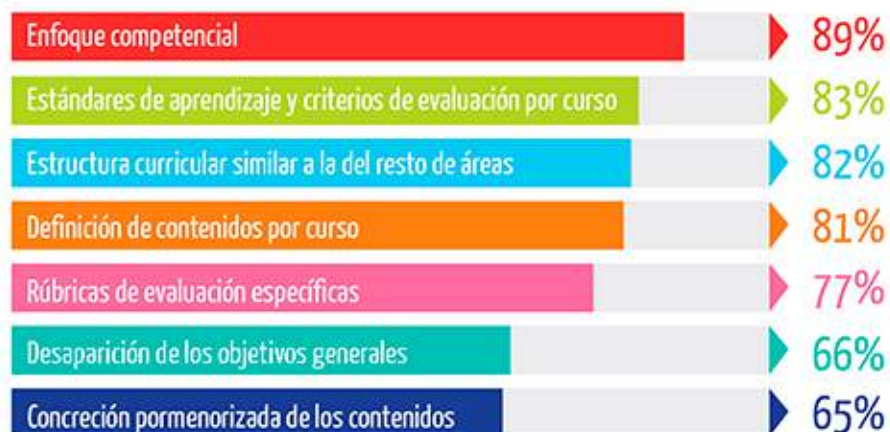 Enfoque competencial 89%
Estándares de aprendizaje y criterios de evaluación por curso 83%
Estructura curricular similar a la del resto de áreas 82%
Definición de contenidos por curso 81%
Rúbricas de evaluación específicas 77%
Desaparición de los objetivos generales 66%
Concreción pormenorizada de los contenidos 65%